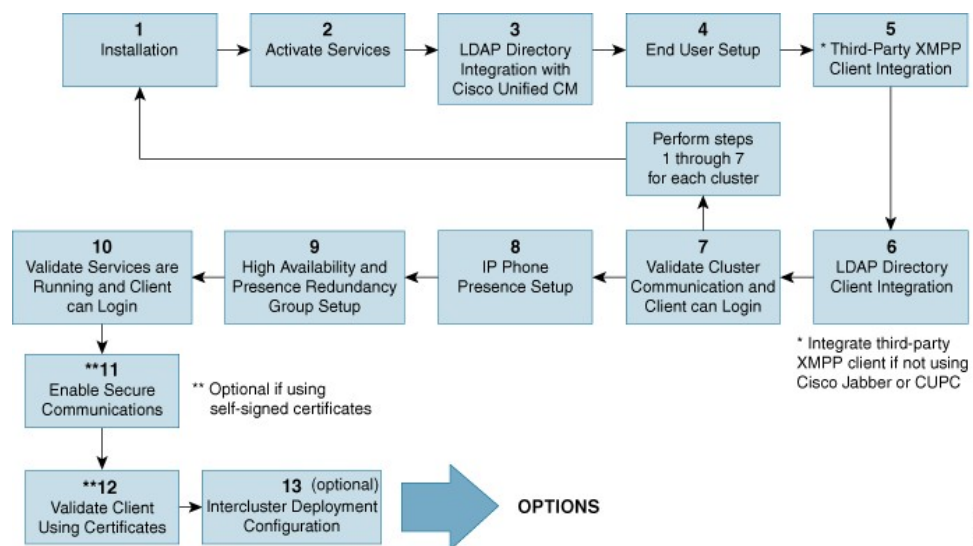 1
Installation
2
Activate Services
3
LDAP Directory
Integration with
Cisco Unified CM
4
End User Setup
5
* Third-Party XMPP
Client Integration
Perform steps
1 through 7
for each cluster
10
Validate Services are
Running and Client
can Login
9
High Availability and
Presence Redundancy
Group Setup
8
IP Phone
Presence Setup
7
Validate Cluster
Communication and
Client can Login
6
LDAP Directory
Client Integration
* Integrate third-party
XMPP client if not using
Cisco Jabber or CUPC
**11
Enable Secure
Communications
** Optional if using
self-signed certificates
**12
Validate Client
Using Certificates
13 (optional)
Intercluster Deployment
Configuration
OPTIONS